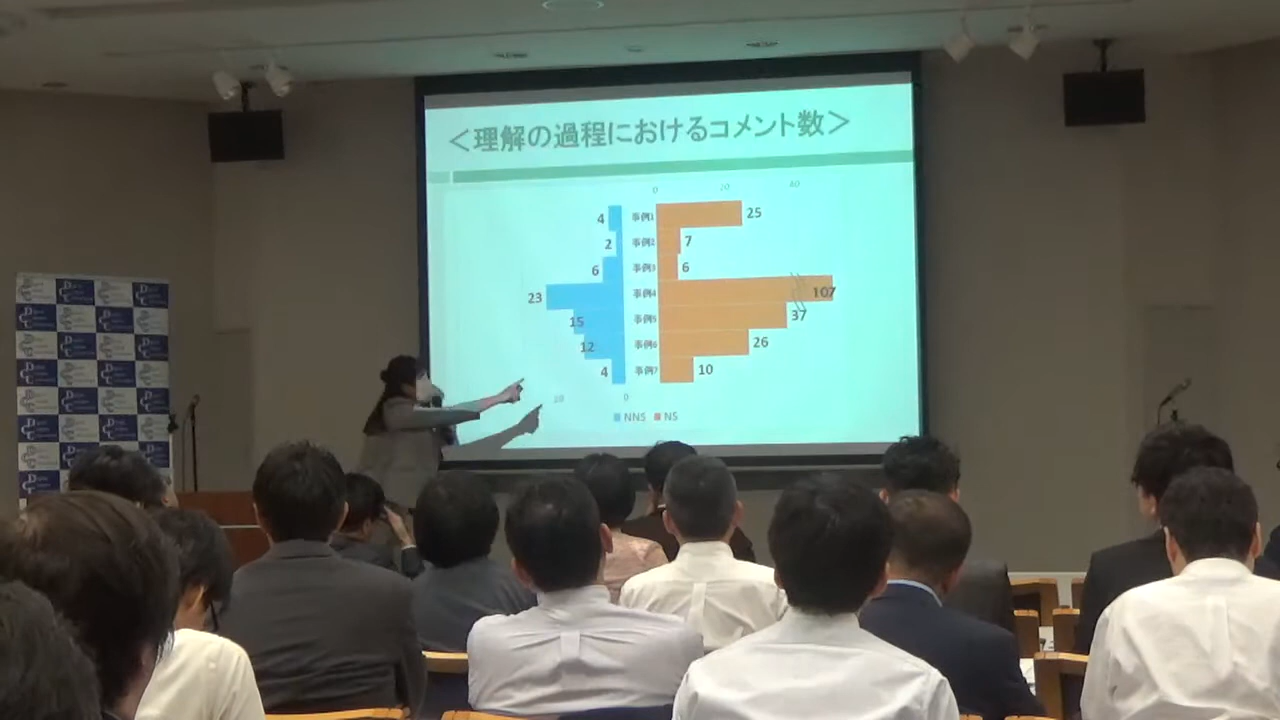 ＜理解の過程におけるコメント数＞
0 20 40
4 事例1 25
2 事例2 7
6 事例3 6
23 事例4 107
15 事例5 37
12 事例6 26
4 事例7 10
0
NNS NS